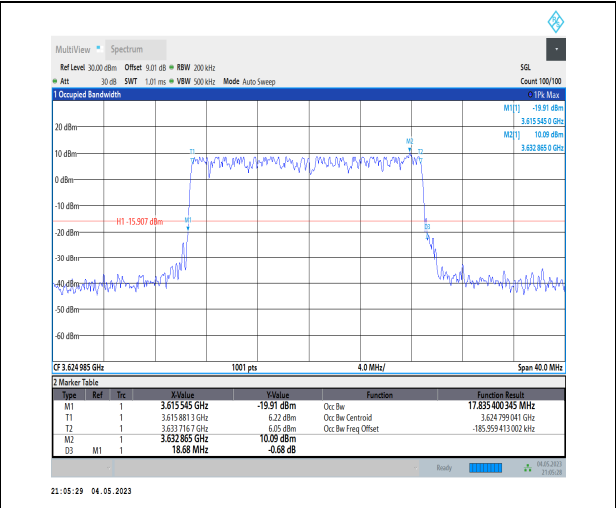 MultiView Spectrum
Ref Level 30.00 dBm Offset 9.01 dB RBW 200 kHz SGL
Att 30 dB SWT 1.01 ms VBW 500 kHz Mode Auto Sweep Count 100/100
1 Occupied Bandwidth 1Pk Max
M1[1] -19.91 dBm
3.615 545 0 GHz
M2[1] 10.09 dBm
3.632 865 0 GHz
20 dBm
M2
10 dBm
T1 T2
0 dBm
-10 dBm
H1 -15.907 dBm
M1
-20 dBm
D3
-30 dBm
-40 dBm
-50 dBm
-60 dBm
CF 3.624 985 GHz 1001 pts 4.0 MHz/ Span 40.0 MHz
2 Marker Table
Type Ref Trc X-Value Y-Value Function Function Result
M1 1 3.615 545 GHz -19.91 dBm Occ Bw 17.835 400 345 MHz
T1 1 3.615 881 3 GHz 6.22 dBm Occ Bw Centroid 3.624 799 041 GHz
T2 1 3.633 716 7 GHz 6.05 dBm Occ Bw Freq Offset -185.959 413 002 kHz
M2 1 3.632 865 GHz 10.09 dBm
D3 M1 1 18.68 MHz -0.68 dB
Ready 04.05.2023
21:05:28
21:05:29 04.05.2023